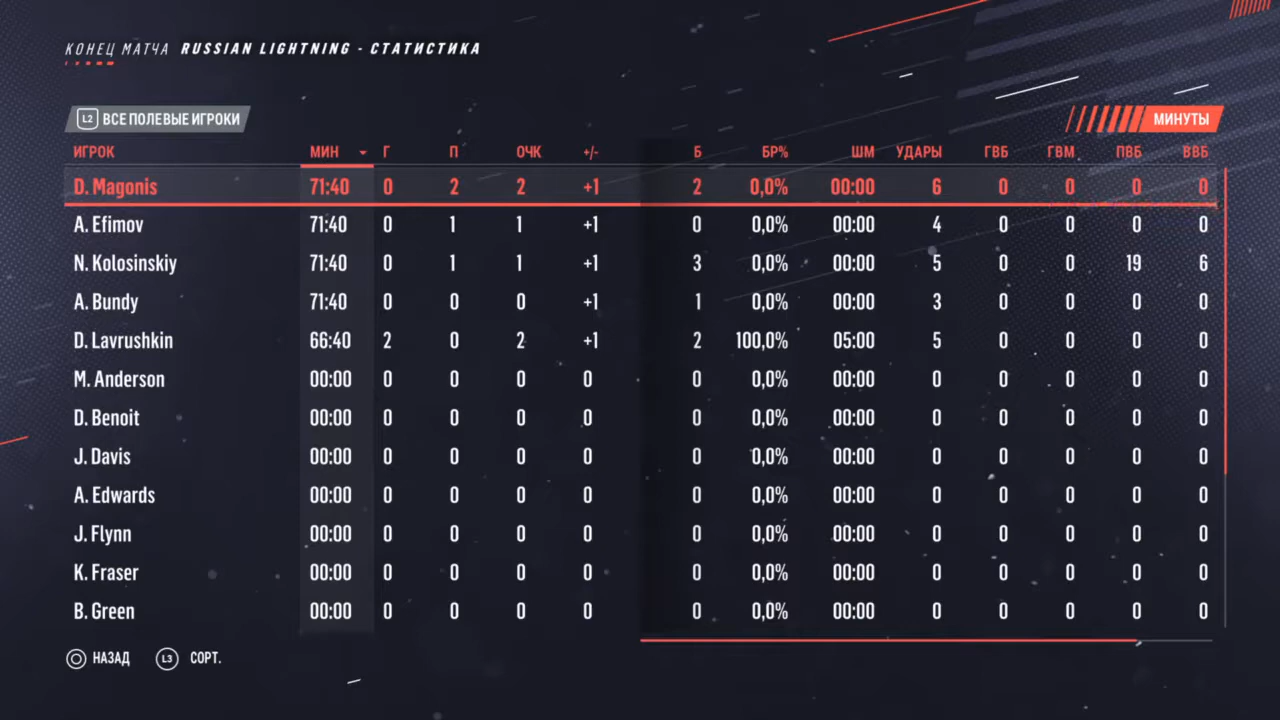 КОНЕЦ МАТЧА RUSSIAN LIGHTNING - СТАТИСТИКА
L2 ВСЕ ПОЛЕВЫЕ ИГРОКИ МИНУТЫ
ИГРОК МИН Г П ОЧК +/- Б БР% ШМ УДАРЫ ГВБ ГВМ ПВБ ВВБ
D. Magonis 71:40 0 2 2 +1 2 0,0% 00:00 6 0 0 0 0
A. Efimov 71:40 0 1 1 +1 0 0,0% 00:00 4 0 0 0 0
N. Kolosinskiy 71:40 0 1 1 +1 3 0,0% 00:00 5 0 0 19 6
A. Bundy 71:40 0 0 0 +1 1 0,0% 00:00 3 0 0 0 0
D. Lavrushkin 66:40 2 0 2 +1 2 100,0% 05:00 5 0 0 0 0
M. Anderson 00:00 0 0 0 0 0 0,0% 00:00 0 0 0 0 0
D. Benoit 00:00 0 0 0 0 0 0,0% 00:00 0 0 0 0 0
J. Davis 00:00 0 0 0 0 0 0,0% 00:00 0 0 0 0 0
A. Edwards 00:00 0 0 0 0 0 0,0% 00:00 0 0 0 0 0
J. Flynn 00:00 0 0 0 0 0 0,0% 00:00 0 0 0 0 0
K. Fraser 00:00 0 0 0 0 0 0,0% 00:00 0 0 0 0 0
B. Green 00:00 0 0 0 0 0 0,0% 00:00 0 0 0 0 0
НАЗАД L3 СОРТ.